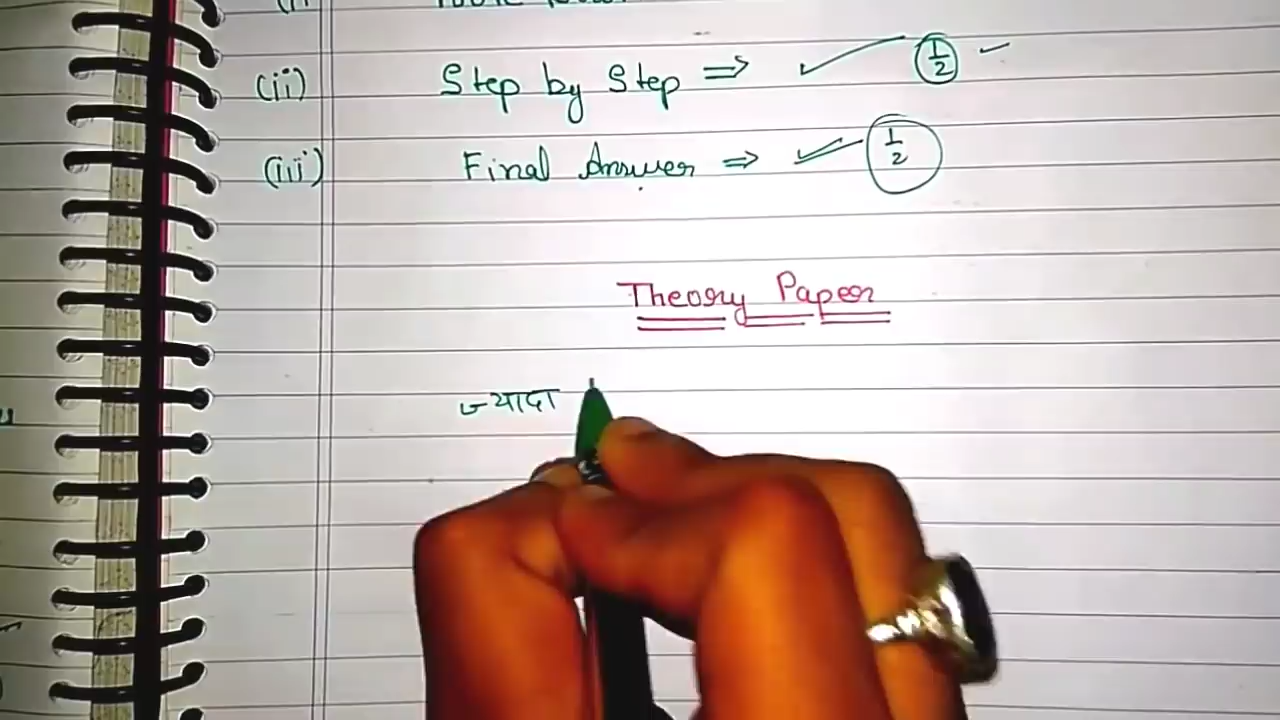 (ii) Step by Step ⇒ ✓ 1/2
(iii) Final Answer ⇒ ✓ 1/2
Theory Paper
ज्यादा